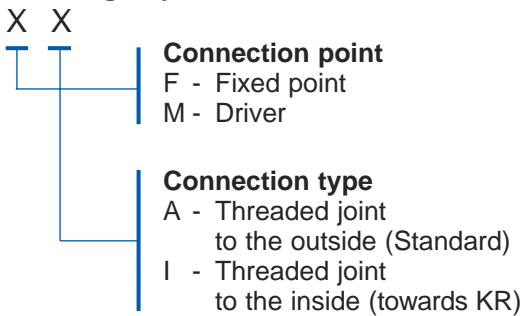 X X
Connection point
F - Fixed point
M - Driver
Connection type
A - Threaded joint
to the outside (Standard)
I - Threaded joint
to the inside (towards KR)